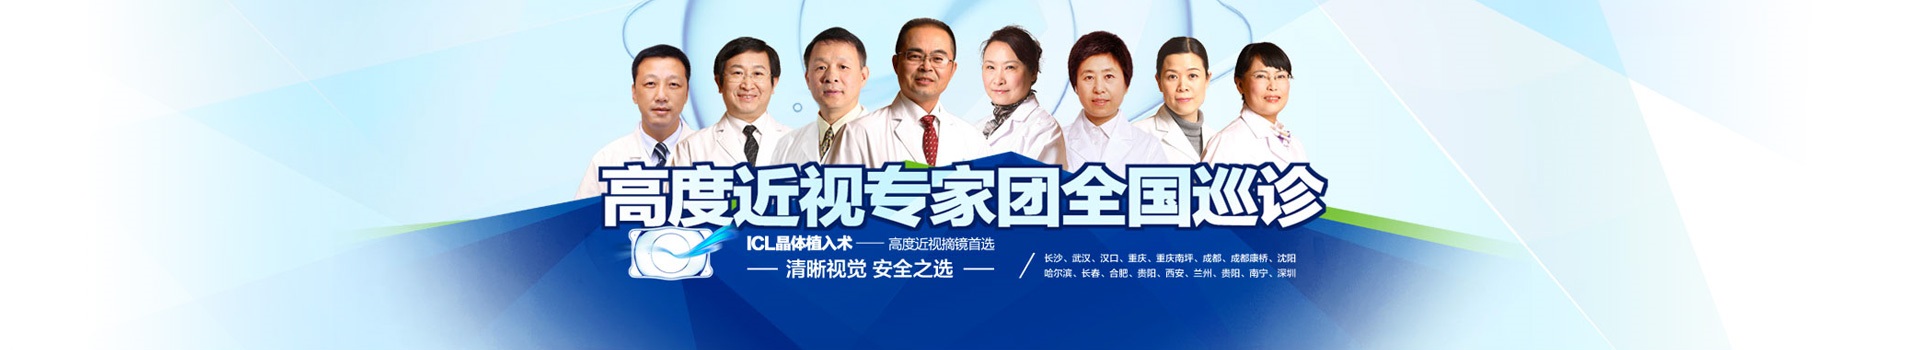 高度近视专家团全国巡诊
ICL晶体植入术 —— 高度近视摘镜首选
— 清晰视觉 安全之选 —
长沙、武汉、汉口、重庆、重庆南坪、成都、成都康桥、沈阳
哈尔滨、长春、合肥、贵阳、西安、兰州、贵阳、南宁、深圳